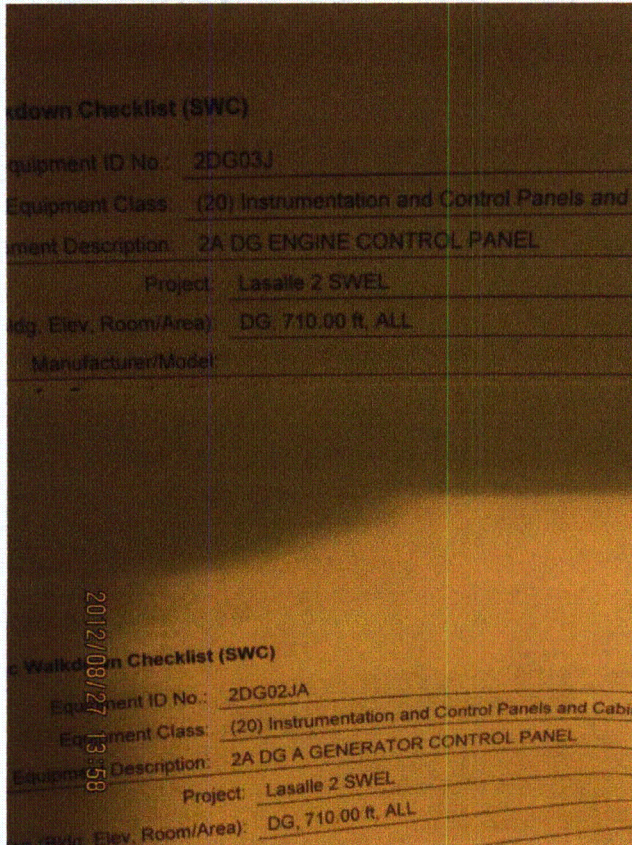 kdown Checklist (SWC)
quipment ID No.: 2DG03J
Equipment Class: (20) Instrumentation and Control Panels and
ment Description: 2A DG ENGINE CONTROL PANEL
Project: Lasalle 2 SWEL
ldg, Elev, Room/Area): DG, 710.00 ft, ALL
Manufacturer/Model:
2012/08/27 13:58
c Walkdown Checklist (SWC)
Equipment ID No.: 2DG02JA
Equipment Class: (20) Instrumentation and Control Panels and Cabi
Equipment Description: 2A DG A GENERATOR CONTROL PANEL
Project: Lasalle 2 SWEL
Bldg, Elev, Room/Area): DG, 710.00 ft, ALL